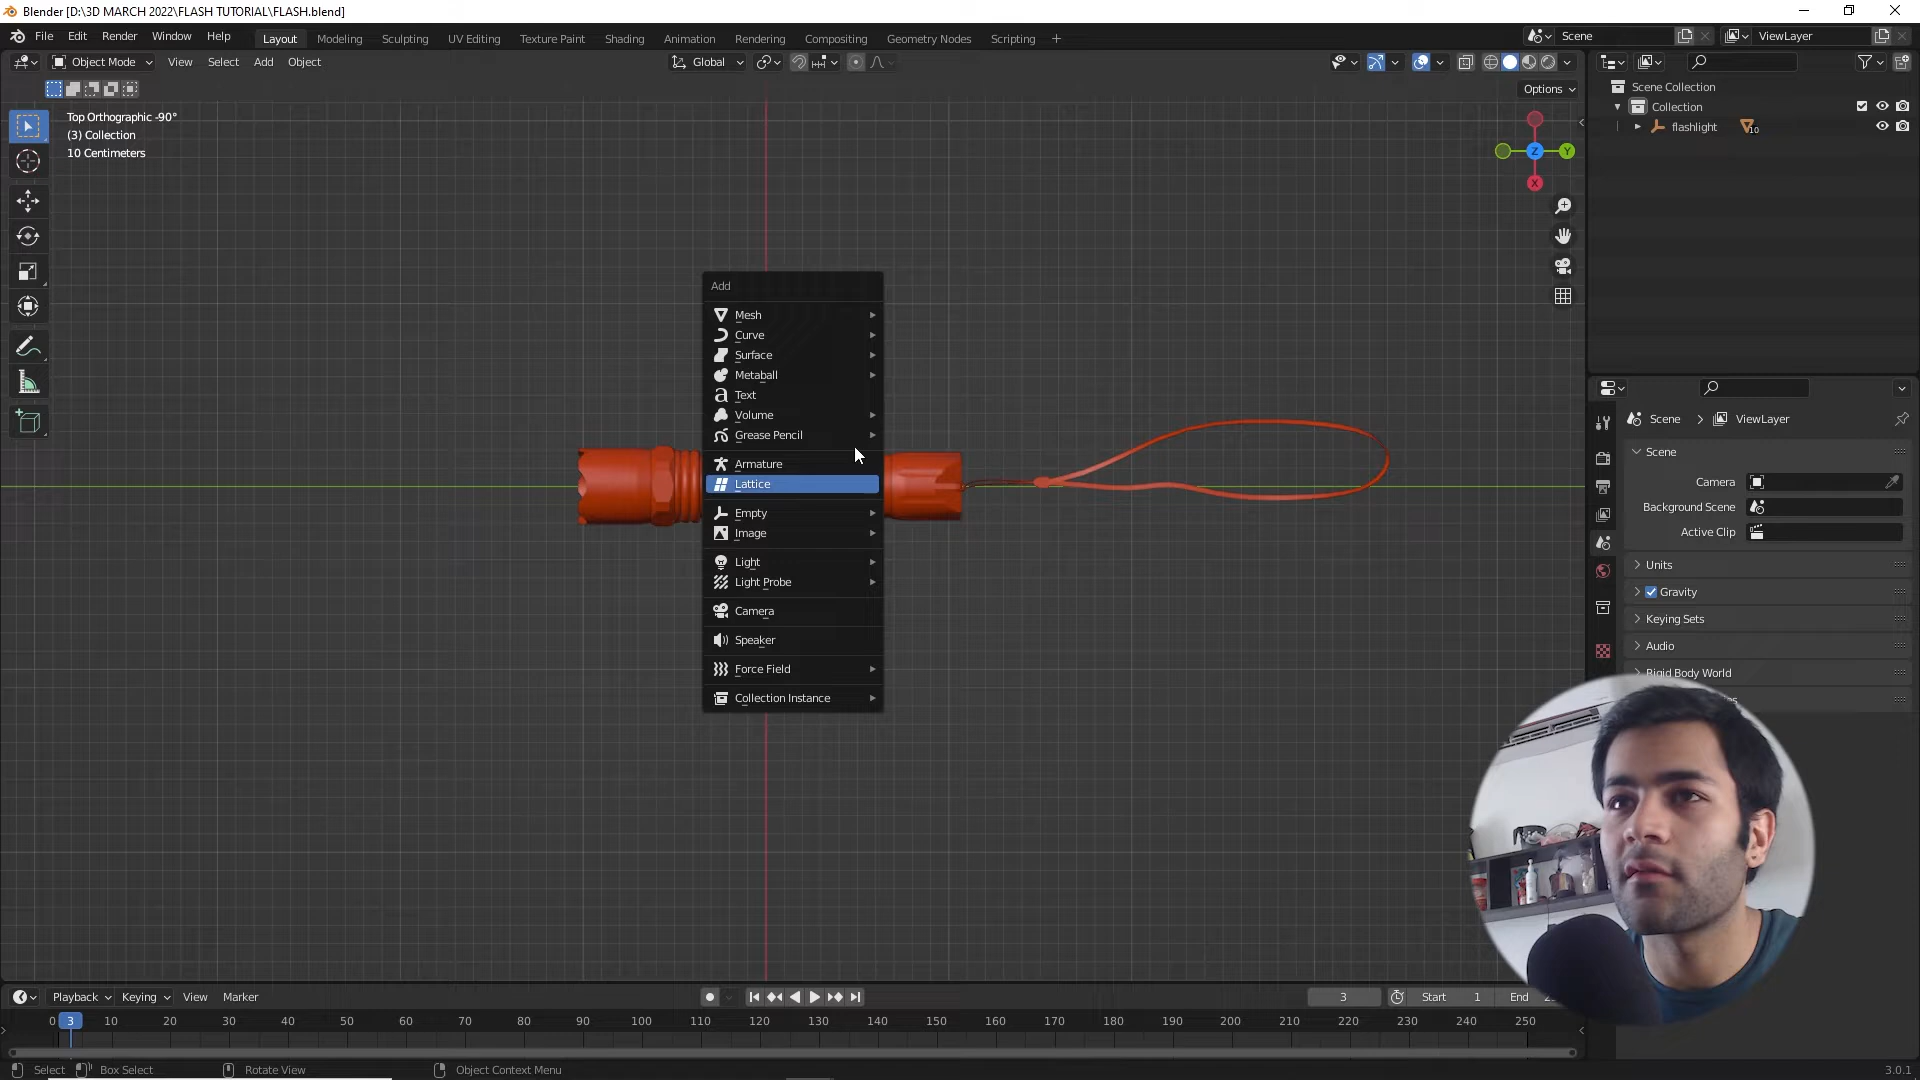 Blender [D:\3D MARCH 2022\FLASH TUTORIAL\FLASH.blend]
File Edit Render Window Help
Layout Modeling Sculpting UV Editing Texture Paint Shading Animation Rendering Compositing Geometry Nodes Scripting +
Scene
ViewLayer
Object Mode View Select Add Object
Global
Options
Top Orthographic -90°
(3) Collection
10 Centimeters
Z
Y
X
Scene Collection
Collection
flashlight
10
Add
Mesh
Curve
Surface
Metaball
Text
Volume
Grease Pencil
Armature
Lattice
Empty
Image
Light
Light Probe
Camera
Speaker
Force Field
Collection Instance
Scene > ViewLayer
Scene
Camera
Background Scene
Active Clip
Units
Gravity
Keying Sets
Audio
Rigid Body World
Playback Keying View Marker
3
Start 1
End
0 3 10 20 30 40 50 60 70 80 90 100 110 120 130 140 150 160 170 180 190 200 210 220 230 240 250
Select Box Select Rotate View Object Context Menu
3.0.1